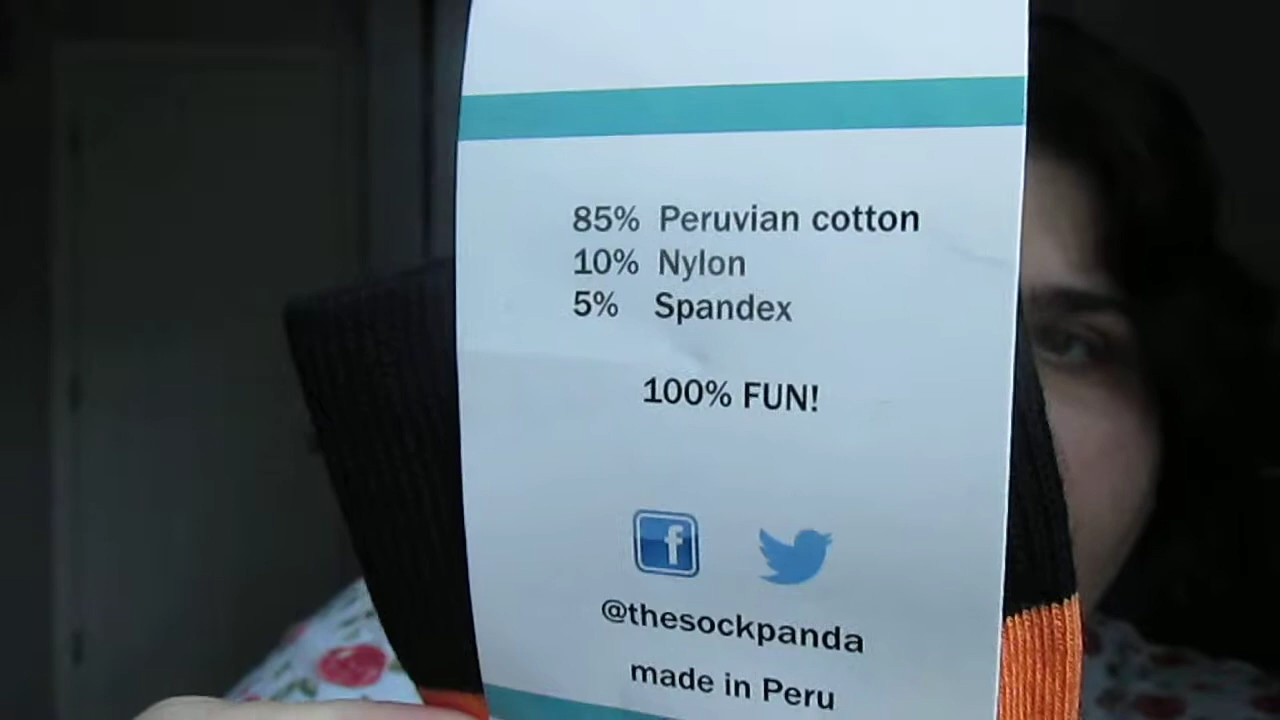 85% Peruvian cotton
10% Nylon
5% Spandex
100% FUN!
f
@thesockpanda
made in Peru